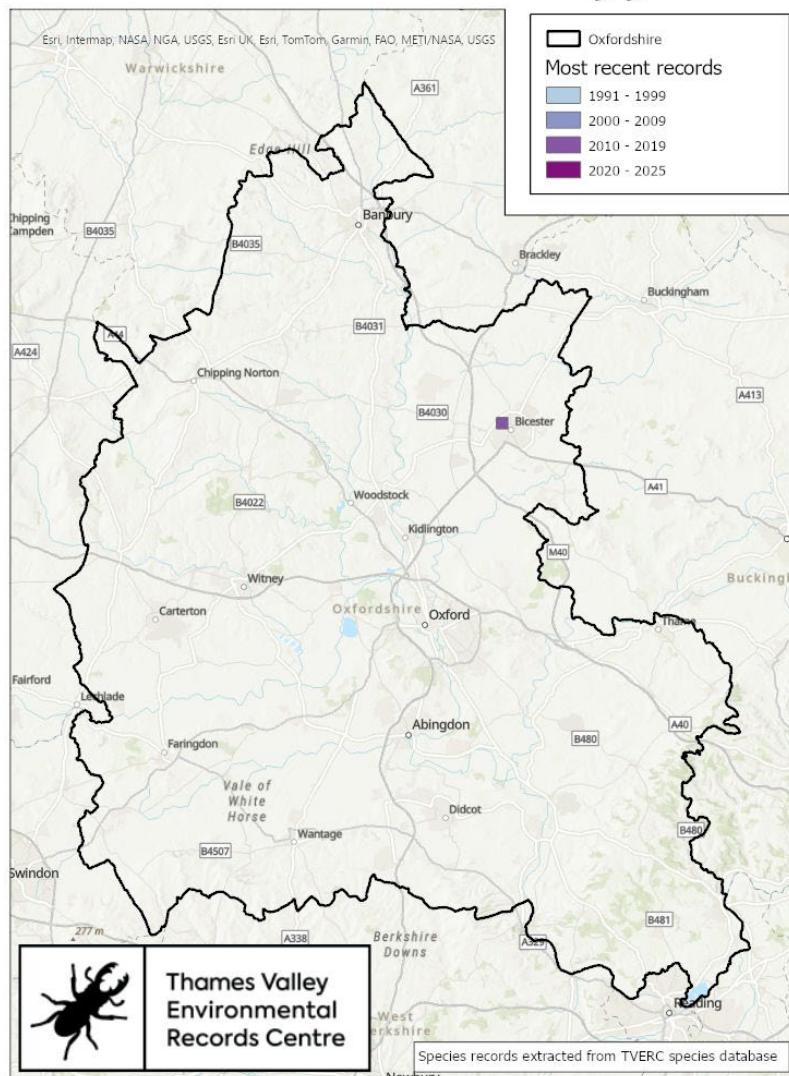 Esri, Intermap, NASA, NGA, USGS, Esri UK, Esri, TomTom, Garmin, FAO, METI/NASA, USGS
Oxfordshire
Most recent records
1991 - 1999
2000 - 2009
2010 - 2019
2020 - 2025
Warwickshire
A361
Edge Hill
Banbury
Chipping
Campden
B4035
B4035
Brackley
Buckingham
A44
B4031
A424
Chipping Norton
A413
B4030
Bicester
A41
B4022
Woodstock
Kidlington
M40
Witney
Buckingh
Carterton
Oxfordshire
Oxford
Thame
Fairford
Lechlade
Abingdon
A40
B480
Faringdon
Vale of
White
Horse
Didcot
B480
Wantage
B4507
Swindon
B481
277 m
A338
Berkshire
Downs
A329
Reading
West
erkshire
Newbury
Thames Valley
Environmental
Records Centre
Species records extracted from TVERC species database